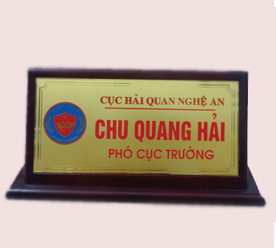 CỤC HẢI QUAN NGHỆ AN
CHU QUANG HẢI
PHÓ CỤC TRƯỞNG